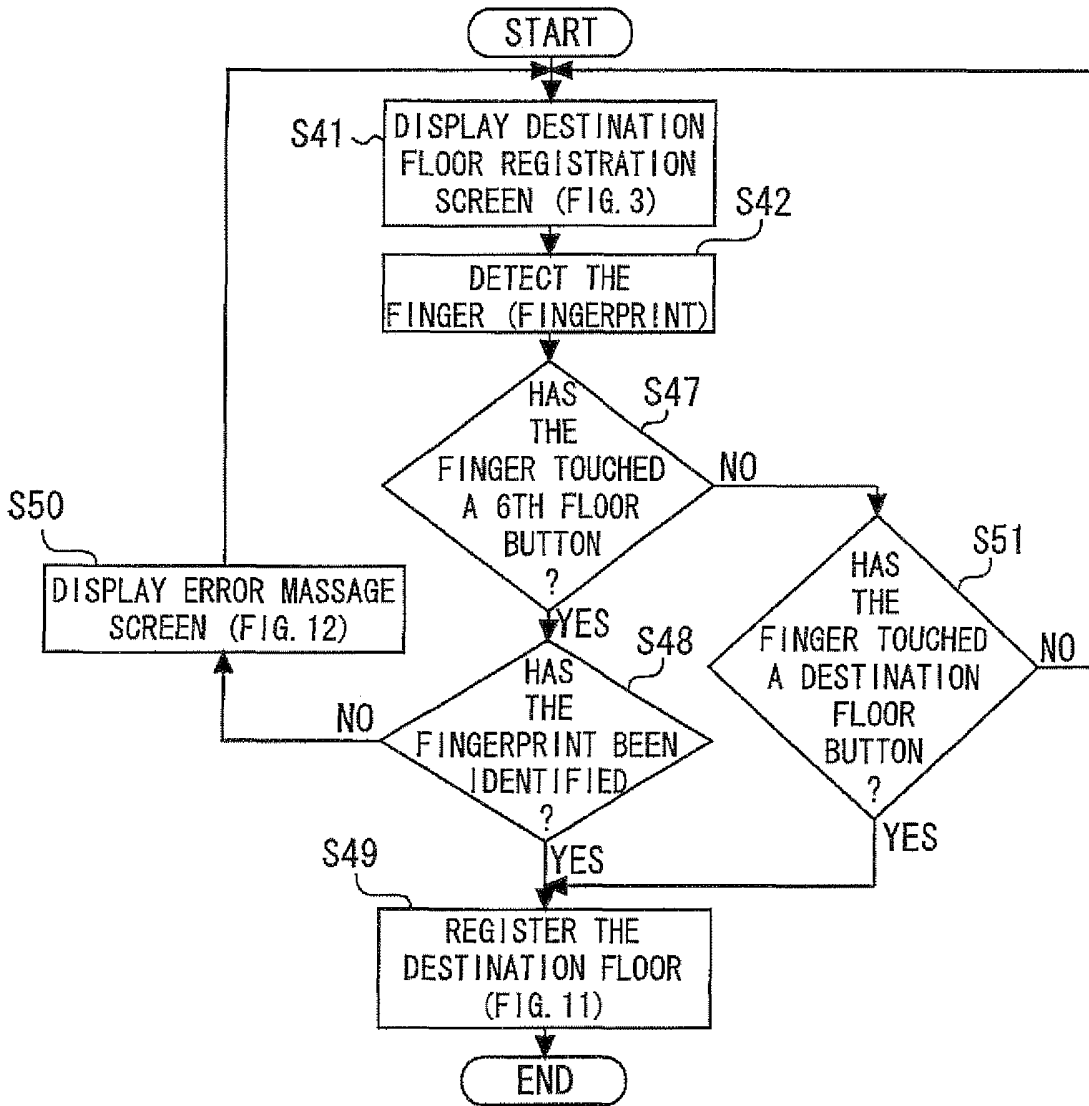 START
S41
DISPLAY DESTINATION
FLOOR REGISTRATION
SCREEN (FIG. 3)
S42
DETECT THE
FINGER (FINGERPRINT)
S47
HAS
THE
FINGER TOUCHED
A 6TH FLOOR
BUTTON
?
NO
YES
S50
DISPLAY ERROR MASSAGE
SCREEN (FIG. 12)
S51
HAS
THE
FINGER TOUCHED
A DESTINATION
FLOOR
BUTTON
?
NO
YES
S48
HAS
THE
FINGERPRINT BEEN
IDENTIFIED
?
NO
YES
S49
REGISTER THE
DESTINATION FLOOR
(FIG. 11)
END